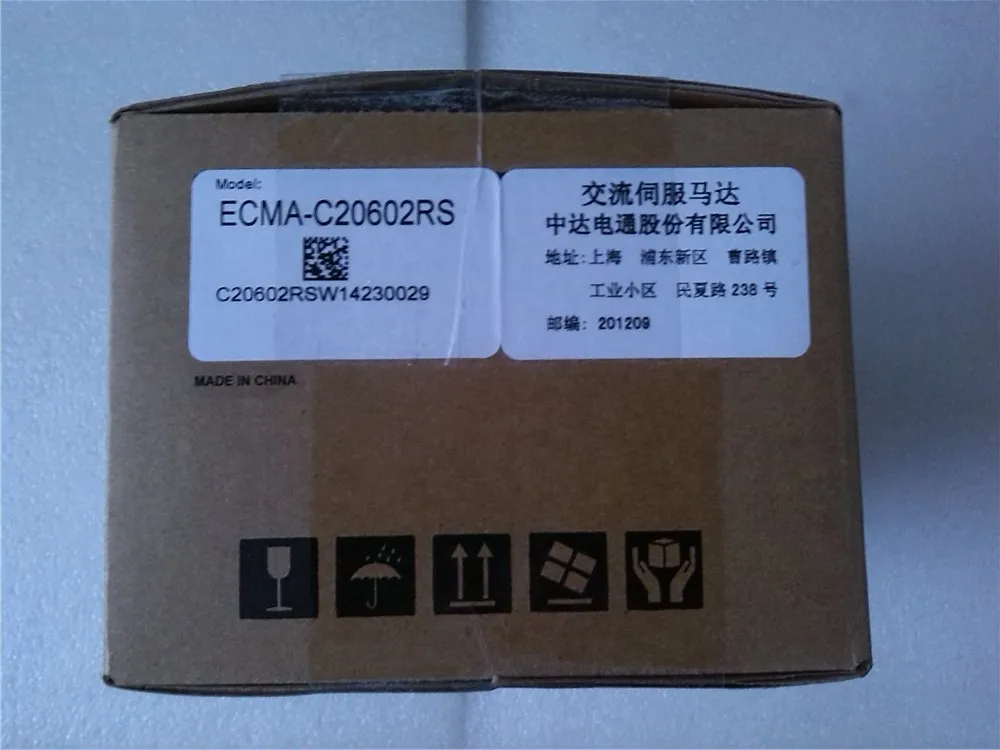 Model:
ECMA-C20602RS
C20602RSW14230029
交流伺服马达
中达电通股份有限公司
地址:上海 浦东新区 曹路镇
工业小区 民夏路 238 号
邮编: 201209
MADE IN CHINA